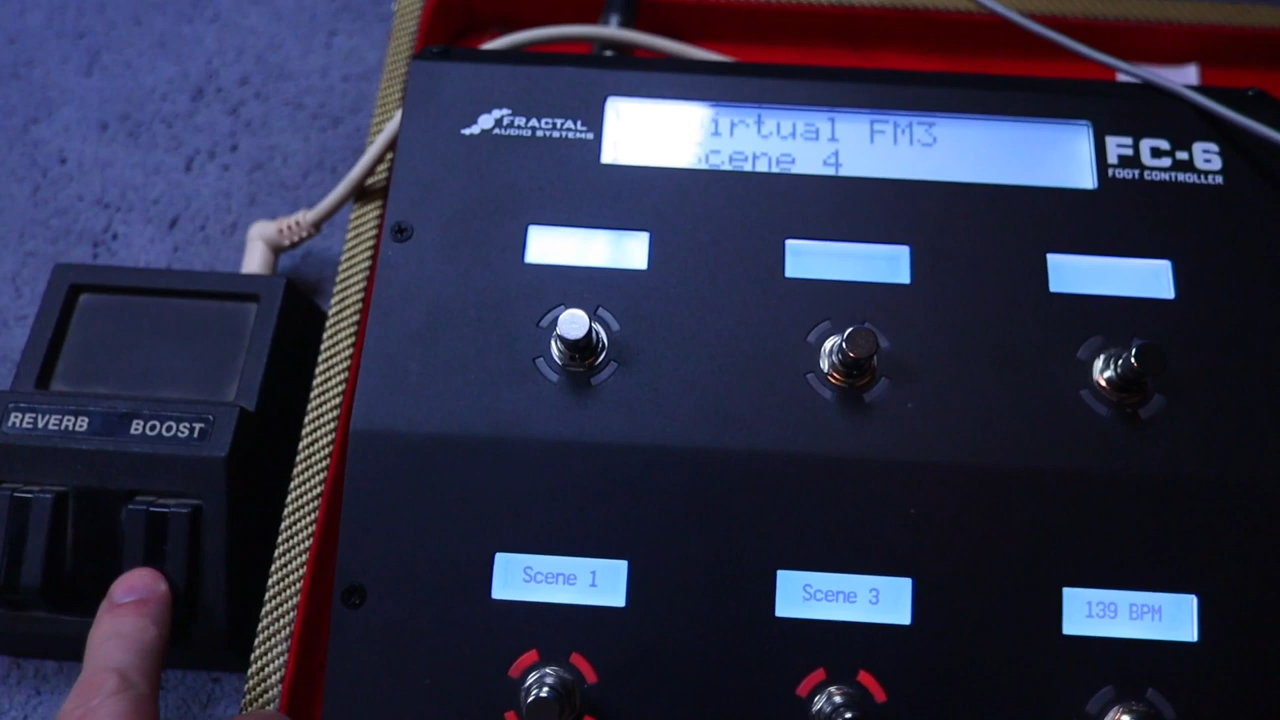 FRACTAL
AUDIO SYSTEMS
irtual FM3
cene 4
FC-6
FOOT CONTROLLER
REVERB BOOST
Scene 1
Scene 3
139 BPM